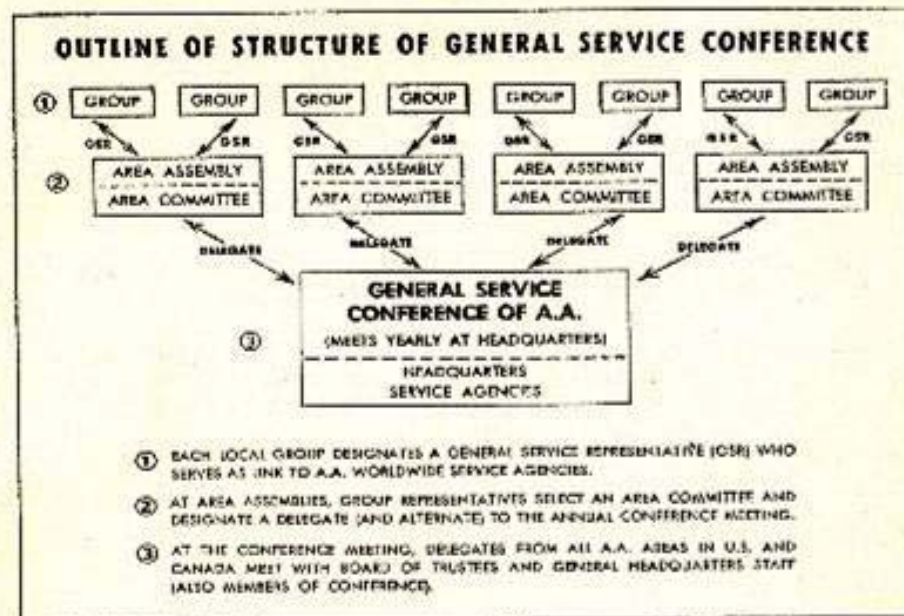 OUTLINE OF STRUCTURE OF GENERAL SERVICE CONFERENCE
① GROUP GROUP GROUP GROUP GROUP GROUP GROUP GROUP
GSR GSR GSR GSR GSR GSR GSR GSR
② AREA ASSEMBLY AREA ASSEMBLY AREA ASSEMBLY AREA ASSEMBLY
AREA COMMITTEE AREA COMMITTEE AREA COMMITTEE AREA COMMITTEE
DELEGATE DELEGATE DELEGATE DELEGATE
GENERAL SERVICE
CONFERENCE OF A.A.
③ (MEETS YEARLY AT HEADQUARTERS)
HEADQUARTERS
SERVICE AGENCIES
① EACH LOCAL GROUP DESIGNATES A GENERAL SERVICE REPRESENTATIVE (GSR) WHO
SERVES AS LINK TO A.A. WORLDWIDE SERVICE AGENCIES.
② AT AREA ASSEMBLIES, GROUP REPRESENTATIVES SELECT AN AREA COMMITTEE AND
DESIGNATE A DELEGATE (AND ALTERNATE) TO THE ANNUAL CONFERENCE MEETING.
③ AT THE CONFERENCE MEETING, DELEGATES FROM ALL A.A. AREAS IN U.S. AND
CANADA MEET WITH BOARD OF TRUSTEES AND GENERAL HEADQUARTERS STAFF
(ALSO MEMBERS OF CONFERENCE).